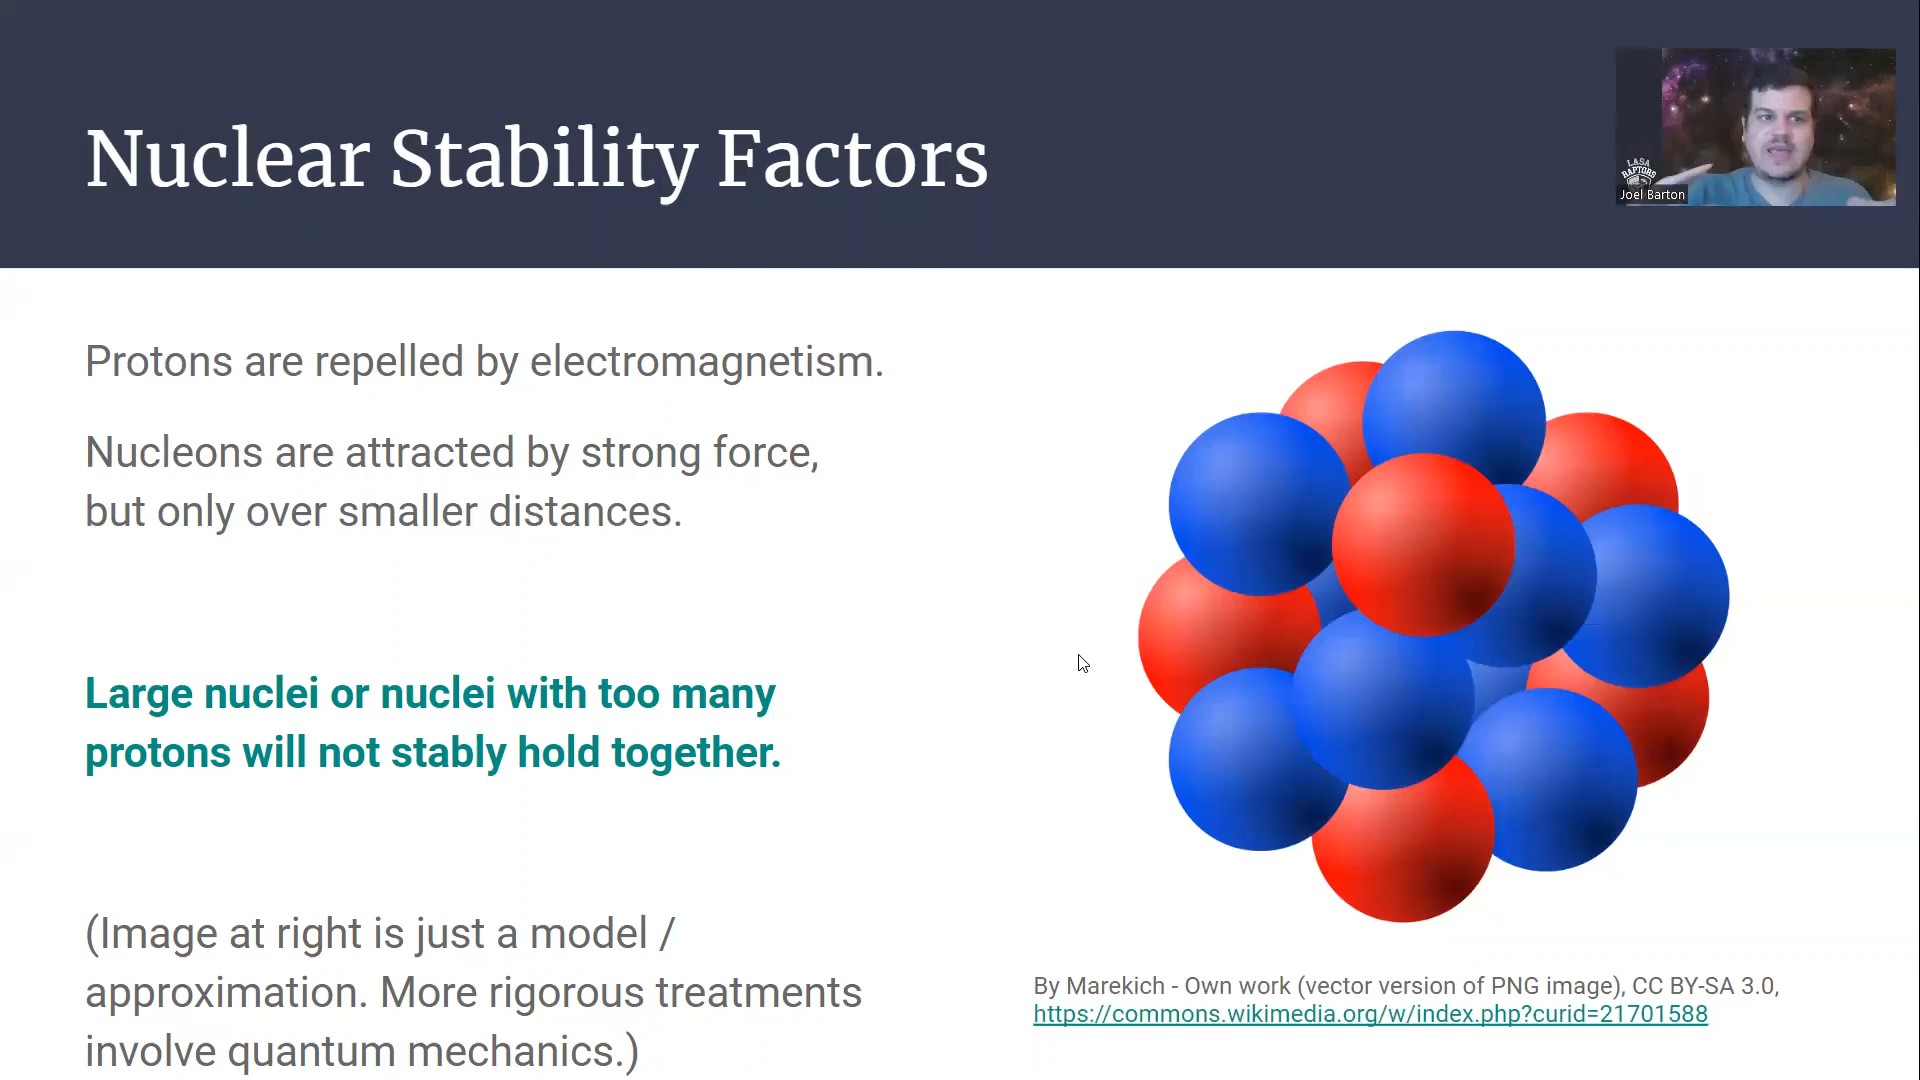 Nuclear Stability Factors
LASA
RAPTORS
Joel Barton
Protons are repelled by electromagnetism.
Nucleons are attracted by strong force,
but only over smaller distances.
Large nuclei or nuclei with too many
protons will not stably hold together.
(Image at right is just a model /
approximation. More rigorous treatments
involve quantum mechanics.)
By Marekich - Own work (vector version of PNG image), CC BY-SA 3.0,
https://commons.wikimedia.org/w/index.php?curid=21701588